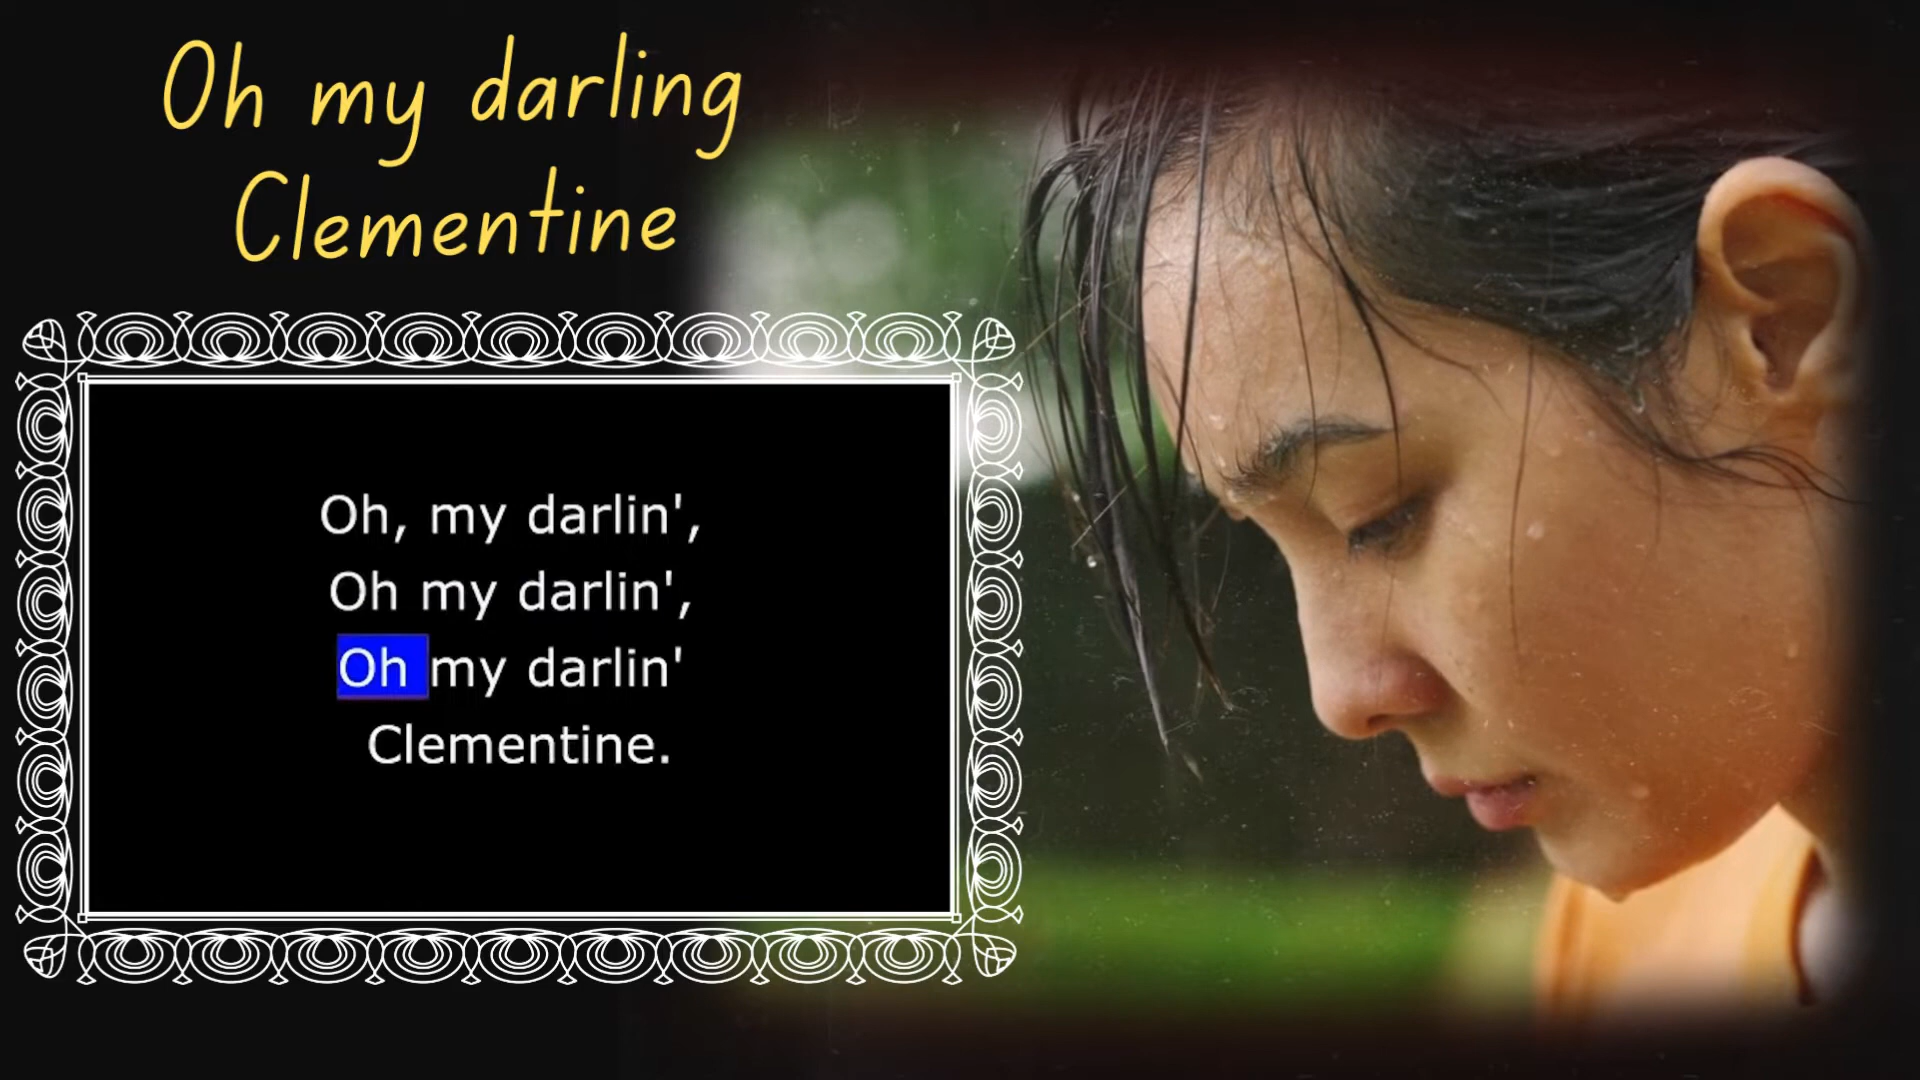 Oh my darling
Clementine
Oh, my darlin',
Oh my darlin',
Oh my darlin'
Clementine.